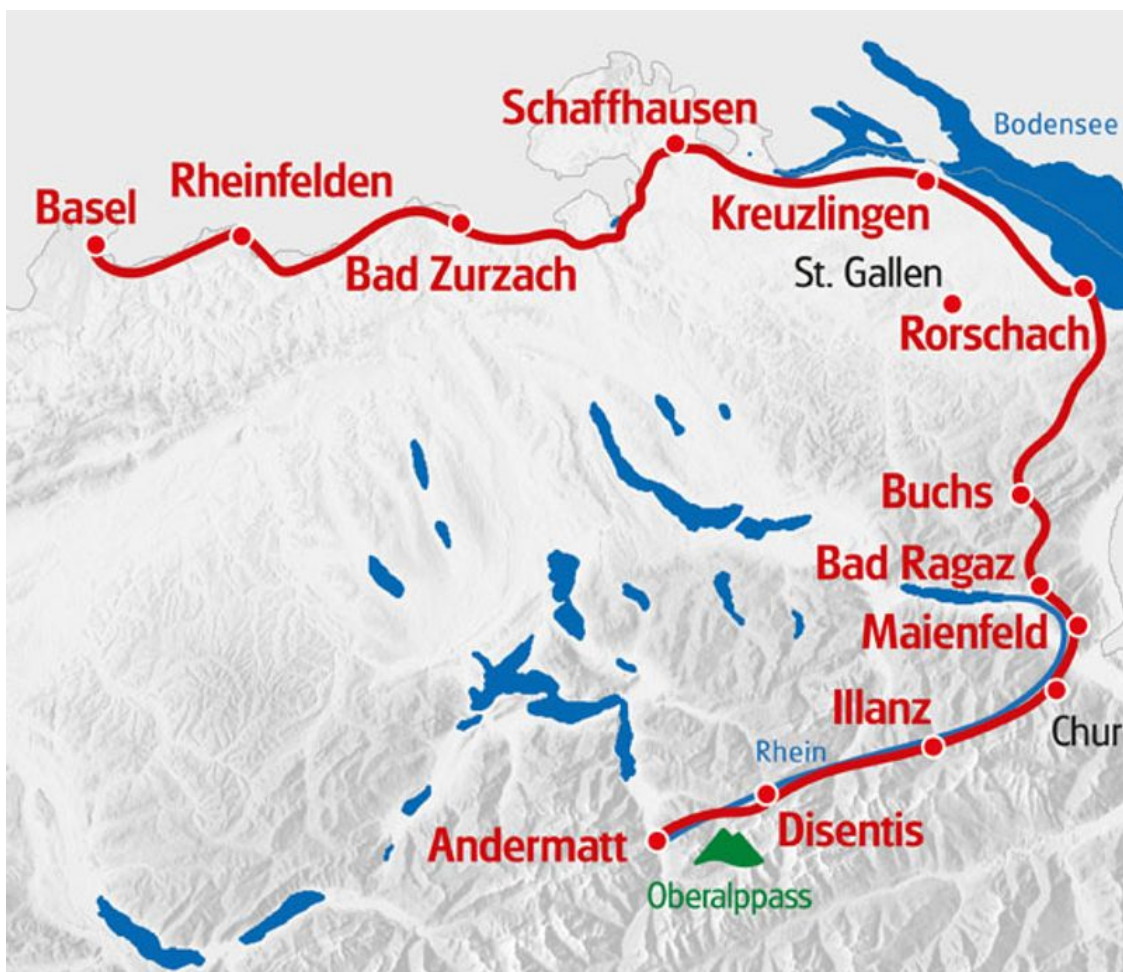 Schaffhausen
Bodensee
Rheinfelden
Basel
Kreuzlingen
Bad Zurzach
St. Gallen
Rorschach
Buchs
Bad Ragaz
Maienfeld
Illanz
Chur
Rhein
Andermatt
Disentis
Oberalppass